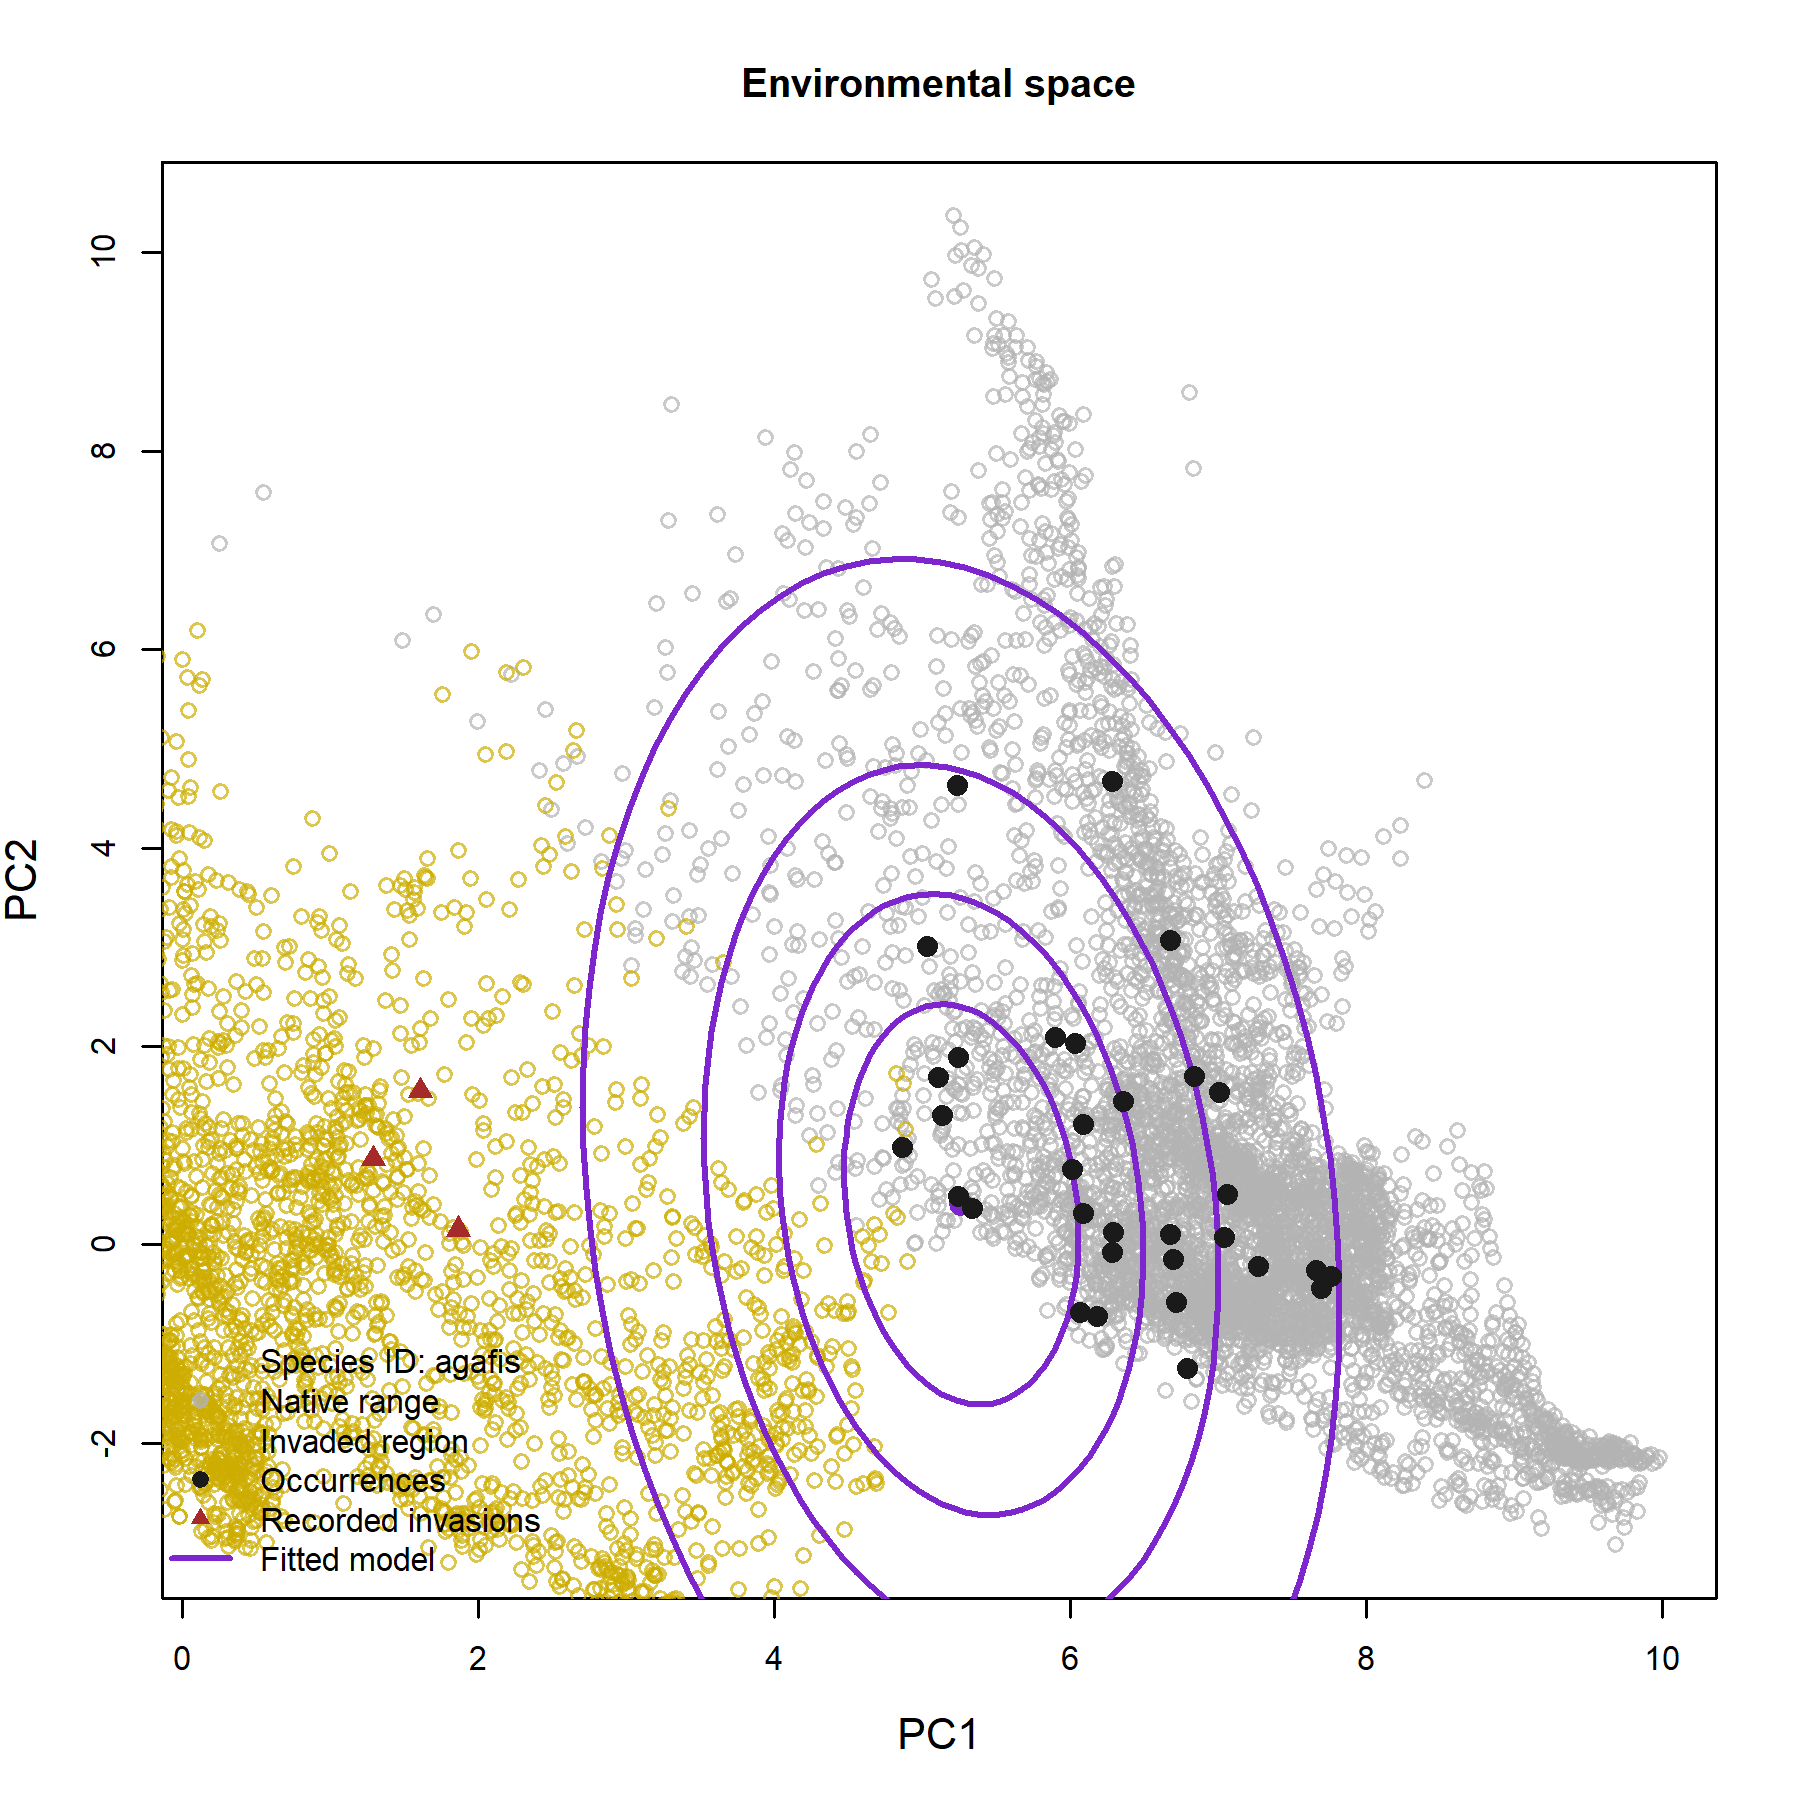 Environmental space
10
8
6
4
2
0
-2
PC2
Species ID: agafis
Native range
Invaded region
Occurrences
Recorded invasions
Fitted model
0 2 4 6 8 10
PC1